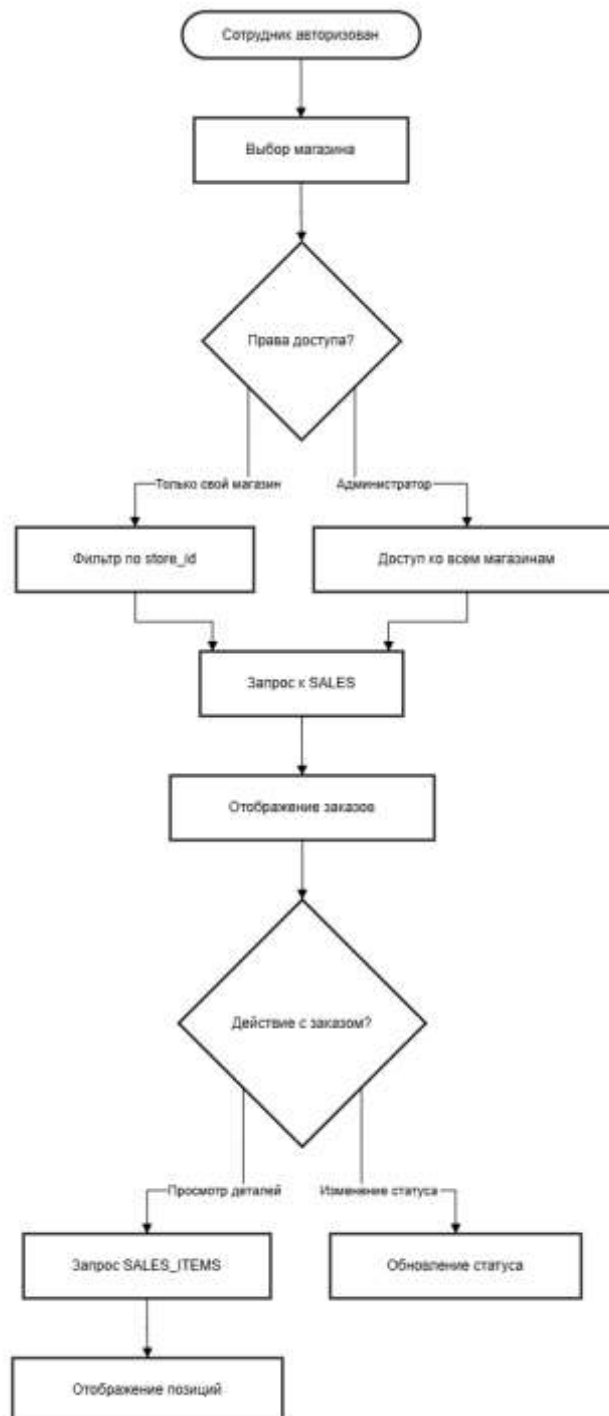 Сотрудник авторизован
Выбор магазина
Права доступа?
Только свой магазин
Администратор
Фильтр по store_id
Доступ ко всем магазинам
Запрос к SALES
Отображение заказов
Действие с заказом?
Просмотр деталей
Изменение статуса
Запрос SALES_ITEMS
Обновление статуса
Отображение позиций